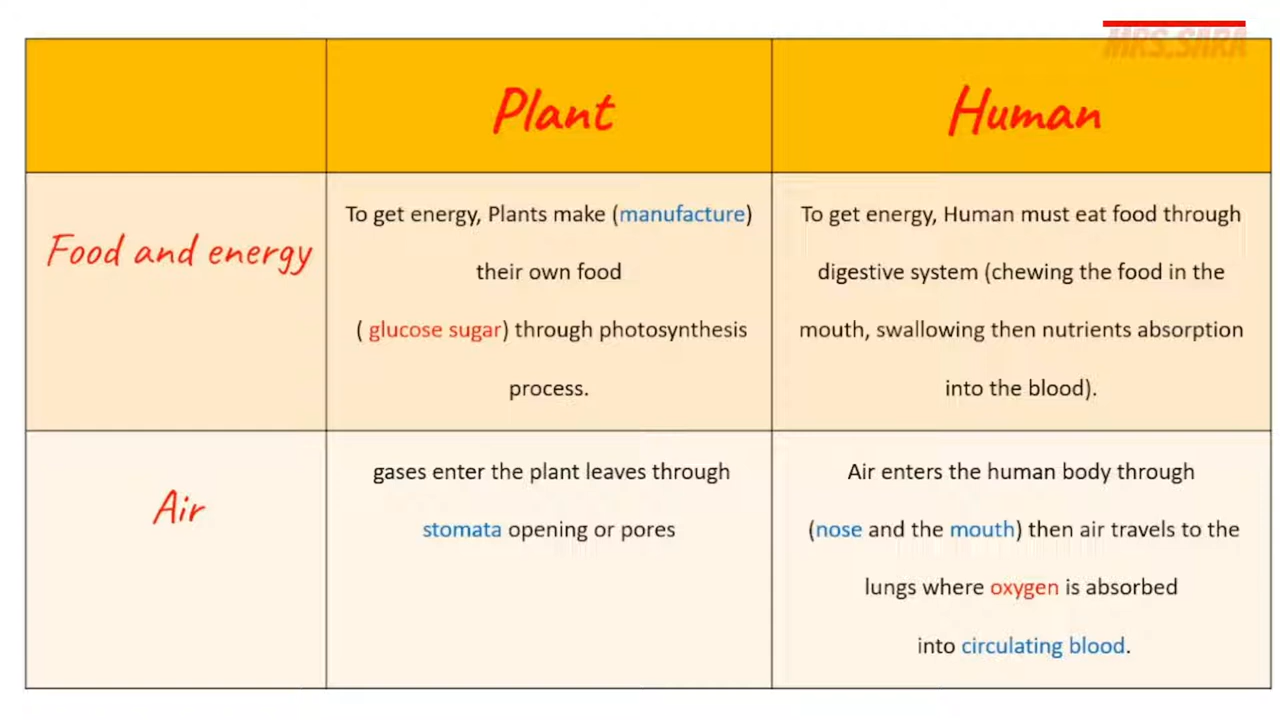 MRS.SARA
Plant
Human
Food and energy
To get energy, Plants make (manufacture)
their own food
( glucose sugar) through photosynthesis
process.
To get energy, Human must eat food through
digestive system (chewing the food in the
mouth, swallowing then nutrients absorption
into the blood).
Air
gases enter the plant leaves through
stomata opening or pores
Air enters the human body through
(nose and the mouth) then air travels to the
lungs where oxygen is absorbed
into circulating blood.